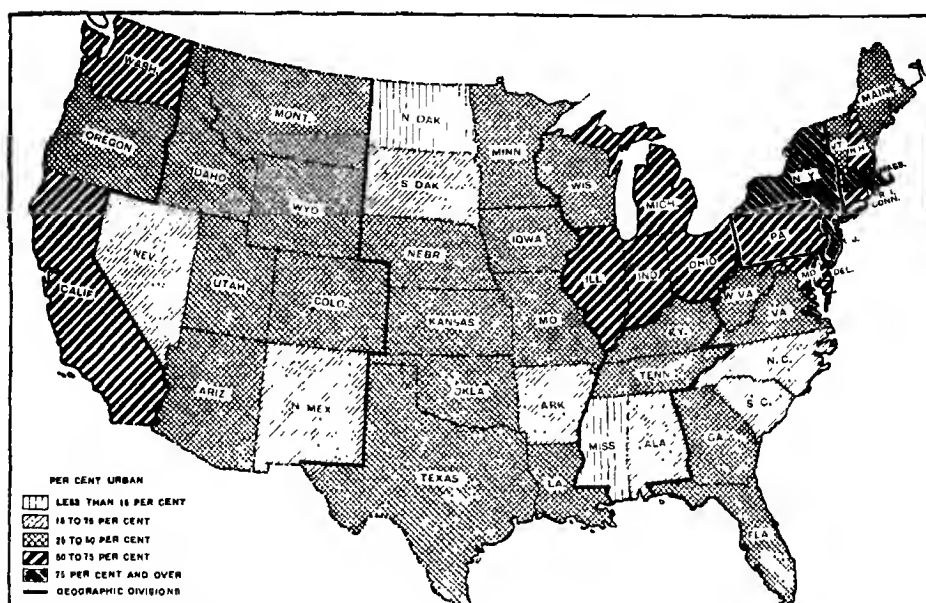 WASH.
MONT.
N. DAK
MINN.
MAINE
OREGON
IDAHO
S. DAK
WIS
MICH.
VT.
N.H.
N. Y.
MASS.
R. I.
CONN.
WYO.
NEV.
NEBR.
IOWA
ILL.
IND
OHIO
PA
N. J.
DEL.
MD.
CALIF.
UTAH
COLO.
KANSAS
MO
KY.
W. VA
VA
ARIZ
N. MEX
OKLA.
ARK
TENN.
N. C.
S. C.
TEXAS
LA.
MISS
ALA
GA.
FLA.
PER CENT URBAN
LESS THAN 15 PER CENT
15 TO 25 PER CENT
25 TO 50 PER CENT
50 TO 75 PER CENT
75 PER CENT AND OVER
GEOGRAPHIC DIVISIONS